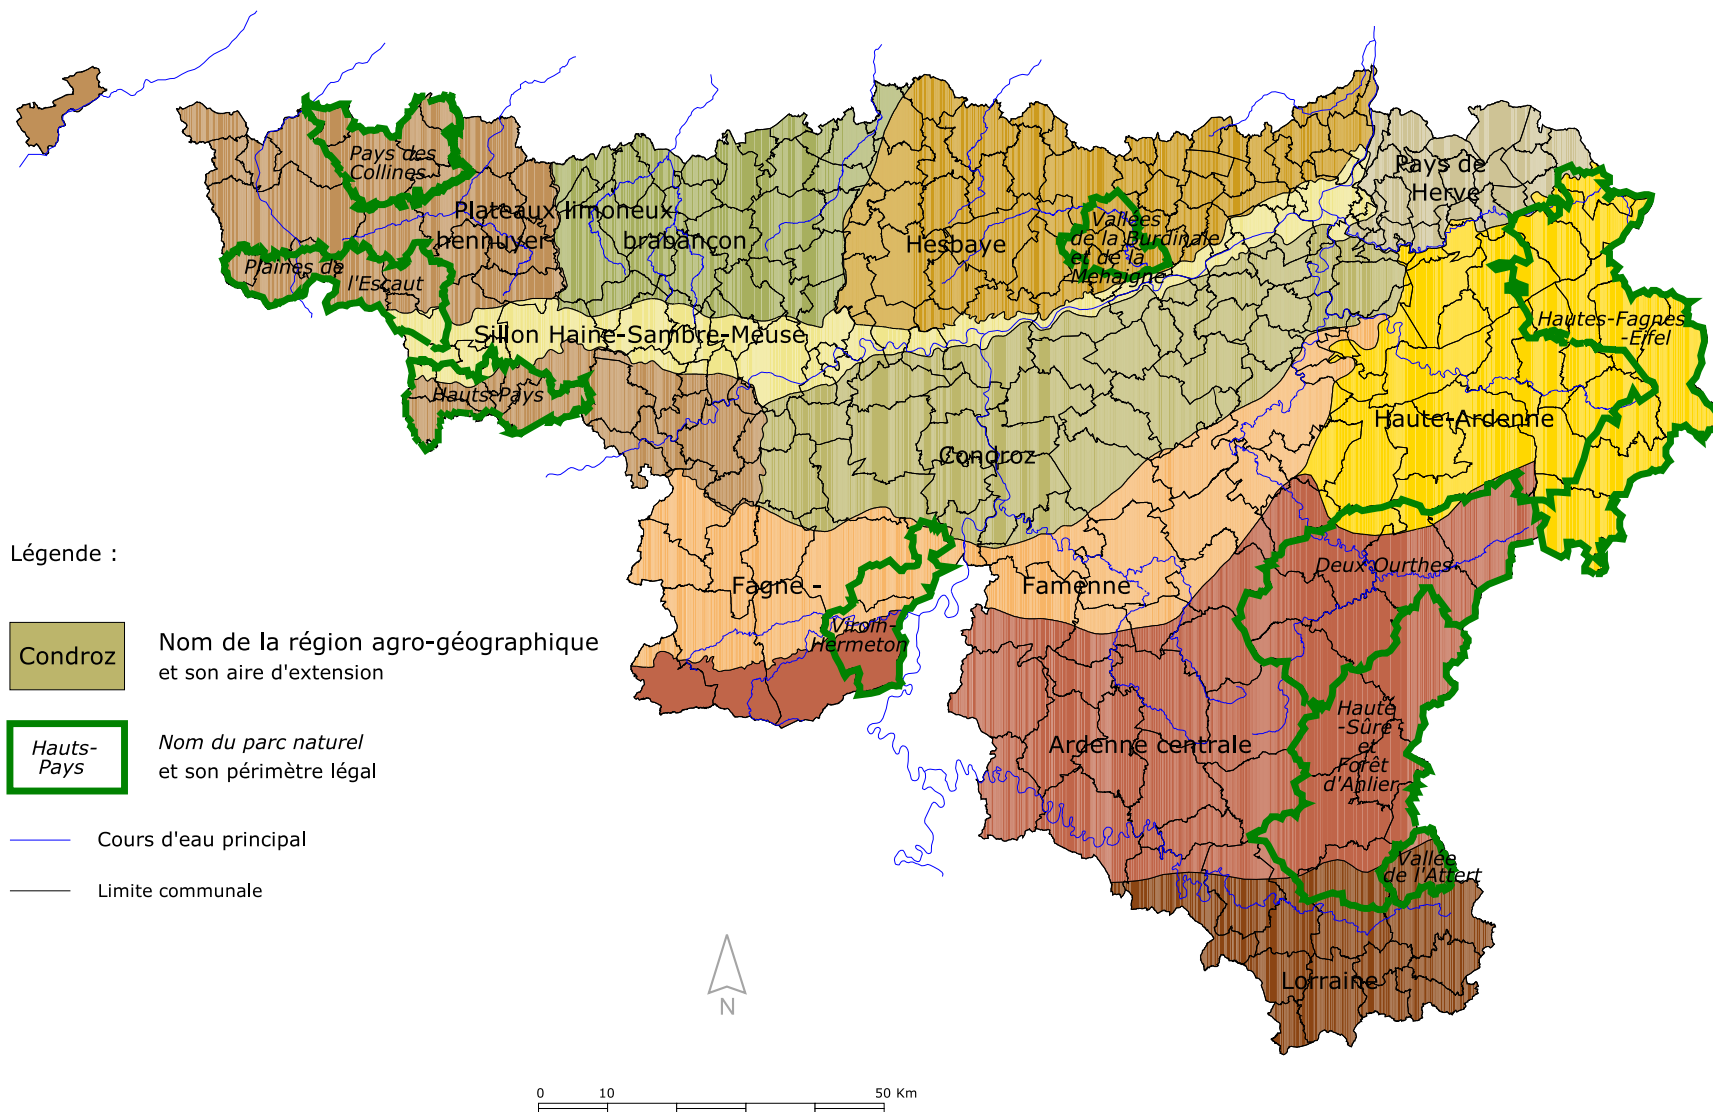 Pays des
Collines
Plateaux limoneux
hennuyer
brabançon
Plaines de
l'Escaut
Hesbaye
Vallées
de la Burdinale
et de la
Mehaigne
Pays de
Herve
Hautes-Fagnes
-Eifel
Sillon Haine-Sambre-Meuse
Hauts-Pays
Haute-Ardenne
Condroz
Fagne -
Famenne
Deux Ourthes
Viroin-
Hermeton
Haute
-Sûre
et
Forêt
d'Anlier
Ardenne centrale
Vallée
de l'Attert
Lorraine
Légende :
Condroz
Nom de la région agro-géographique
et son aire d'extension
Hauts-
Pays
Nom du parc naturel
et son périmètre légal
Cours d'eau principal
Limite communale
N
0 10 50 Km